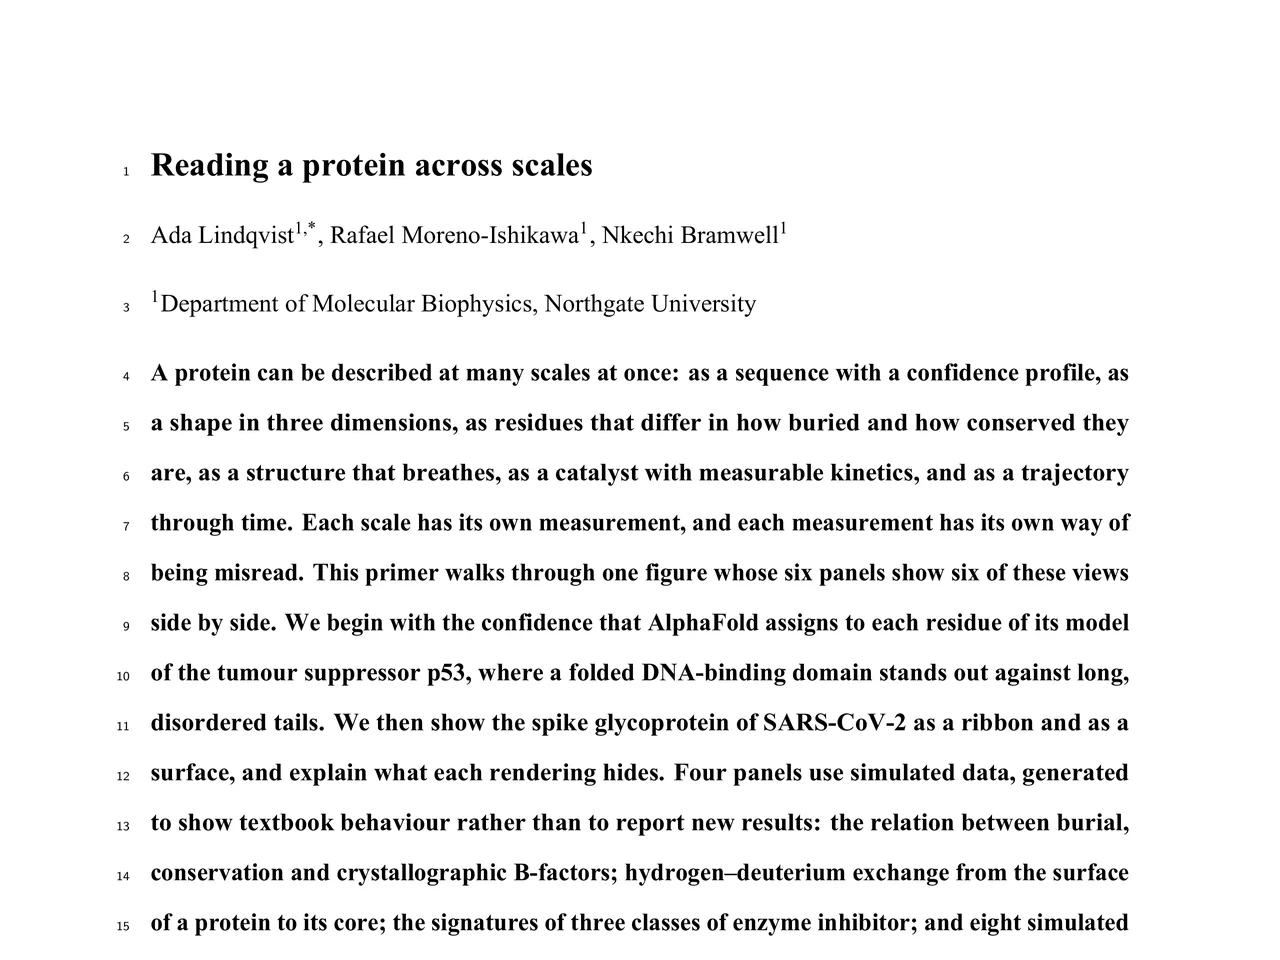 1 Reading a protein across scales
2 Ada Lindqvist1,*, Rafael Moreno-Ishikawa1, Nkechi Bramwell1
3 1Department of Molecular Biophysics, Northgate University
4 A protein can be described at many scales at once: as a sequence with a confidence profile, as
5 a shape in three dimensions, as residues that differ in how buried and how conserved they
6 are, as a structure that breathes, as a catalyst with measurable kinetics, and as a trajectory
7 through time. Each scale has its own measurement, and each measurement has its own way of
8 being misread. This primer walks through one figure whose six panels show six of these views
9 side by side. We begin with the confidence that AlphaFold assigns to each residue of its model
10 of the tumour suppressor p53, where a folded DNA-binding domain stands out against long,
11 disordered tails. We then show the spike glycoprotein of SARS-CoV-2 as a ribbon and as a
12 surface, and explain what each rendering hides. Four panels use simulated data, generated
13 to show textbook behaviour rather than to report new results: the relation between burial,
14 conservation and crystallographic B-factors; hydrogen–deuterium exchange from the surface
15 of a protein to its core; the signatures of three classes of enzyme inhibitor; and eight simulated